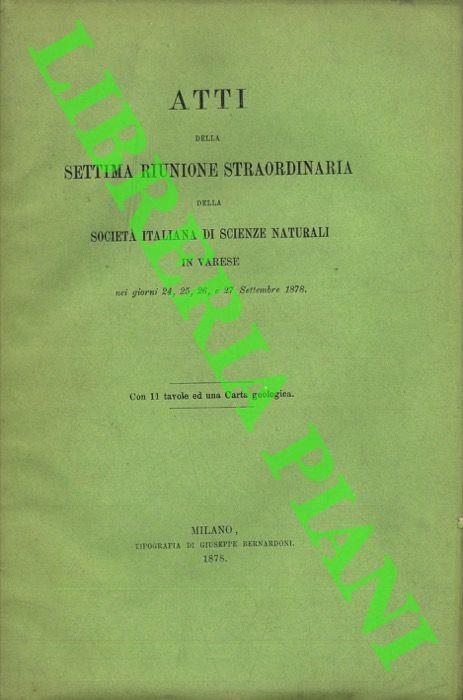 ATTI
DELLA
SETTIMA RIUNIONE STRAORDINARIA
DELLA
SOCIETÀ ITALIANA DI SCIENZE NATURALI
IN VARESE
nei giorni 24, 25, 26, e 27 Settembre 1878.
Con 11 tavole ed una Carta geologica.
MILANO,
TIPOGRAFIA DI GIUSEPPE BERNARDONI.
1878.
LIBRERIA PIANI